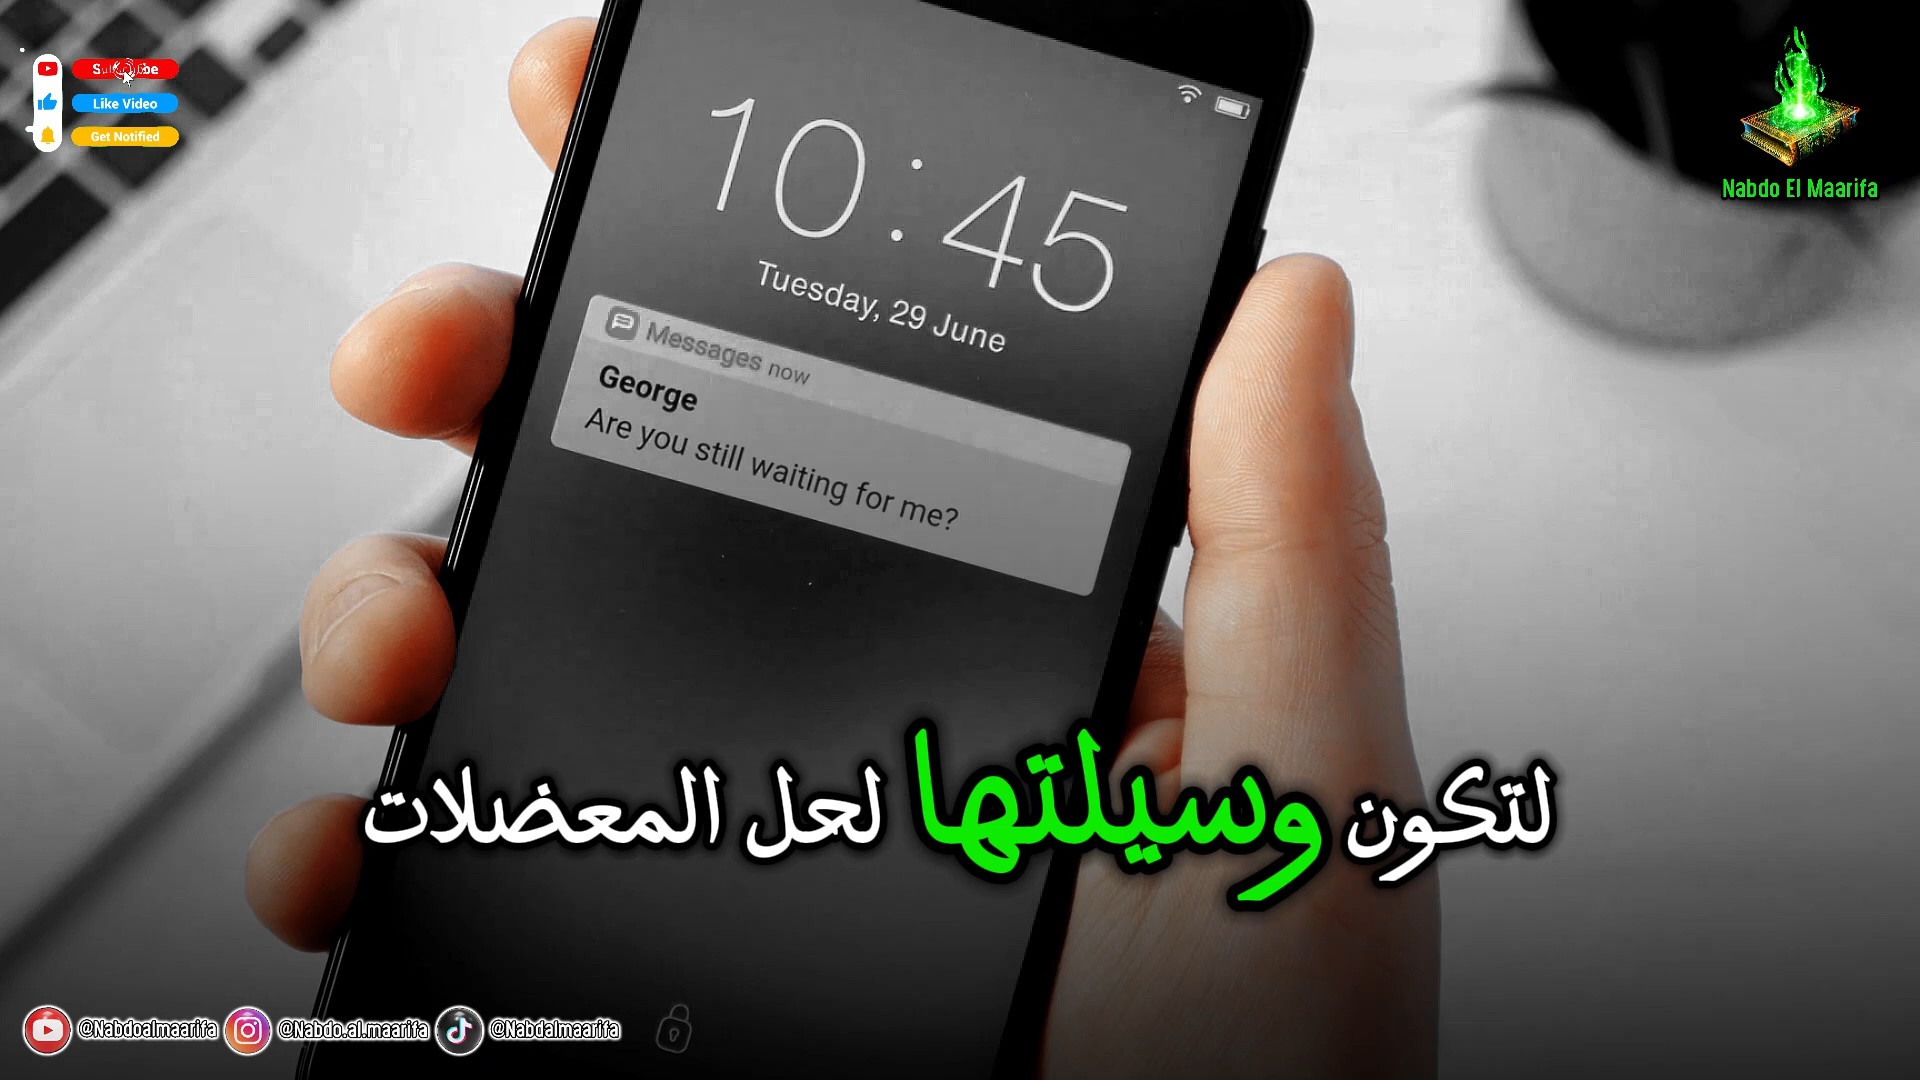 Subscribe
Like Video
Get Notified
Nabdo El Maarifa
10:45
Tuesday, 29 June
Messages now
George
Are you still waiting for me?
لتكون وسيلتها لحل المعضلات
@Nabdoalmaarifa @Nabdo.al.maarifa @Nabdalmaarifa